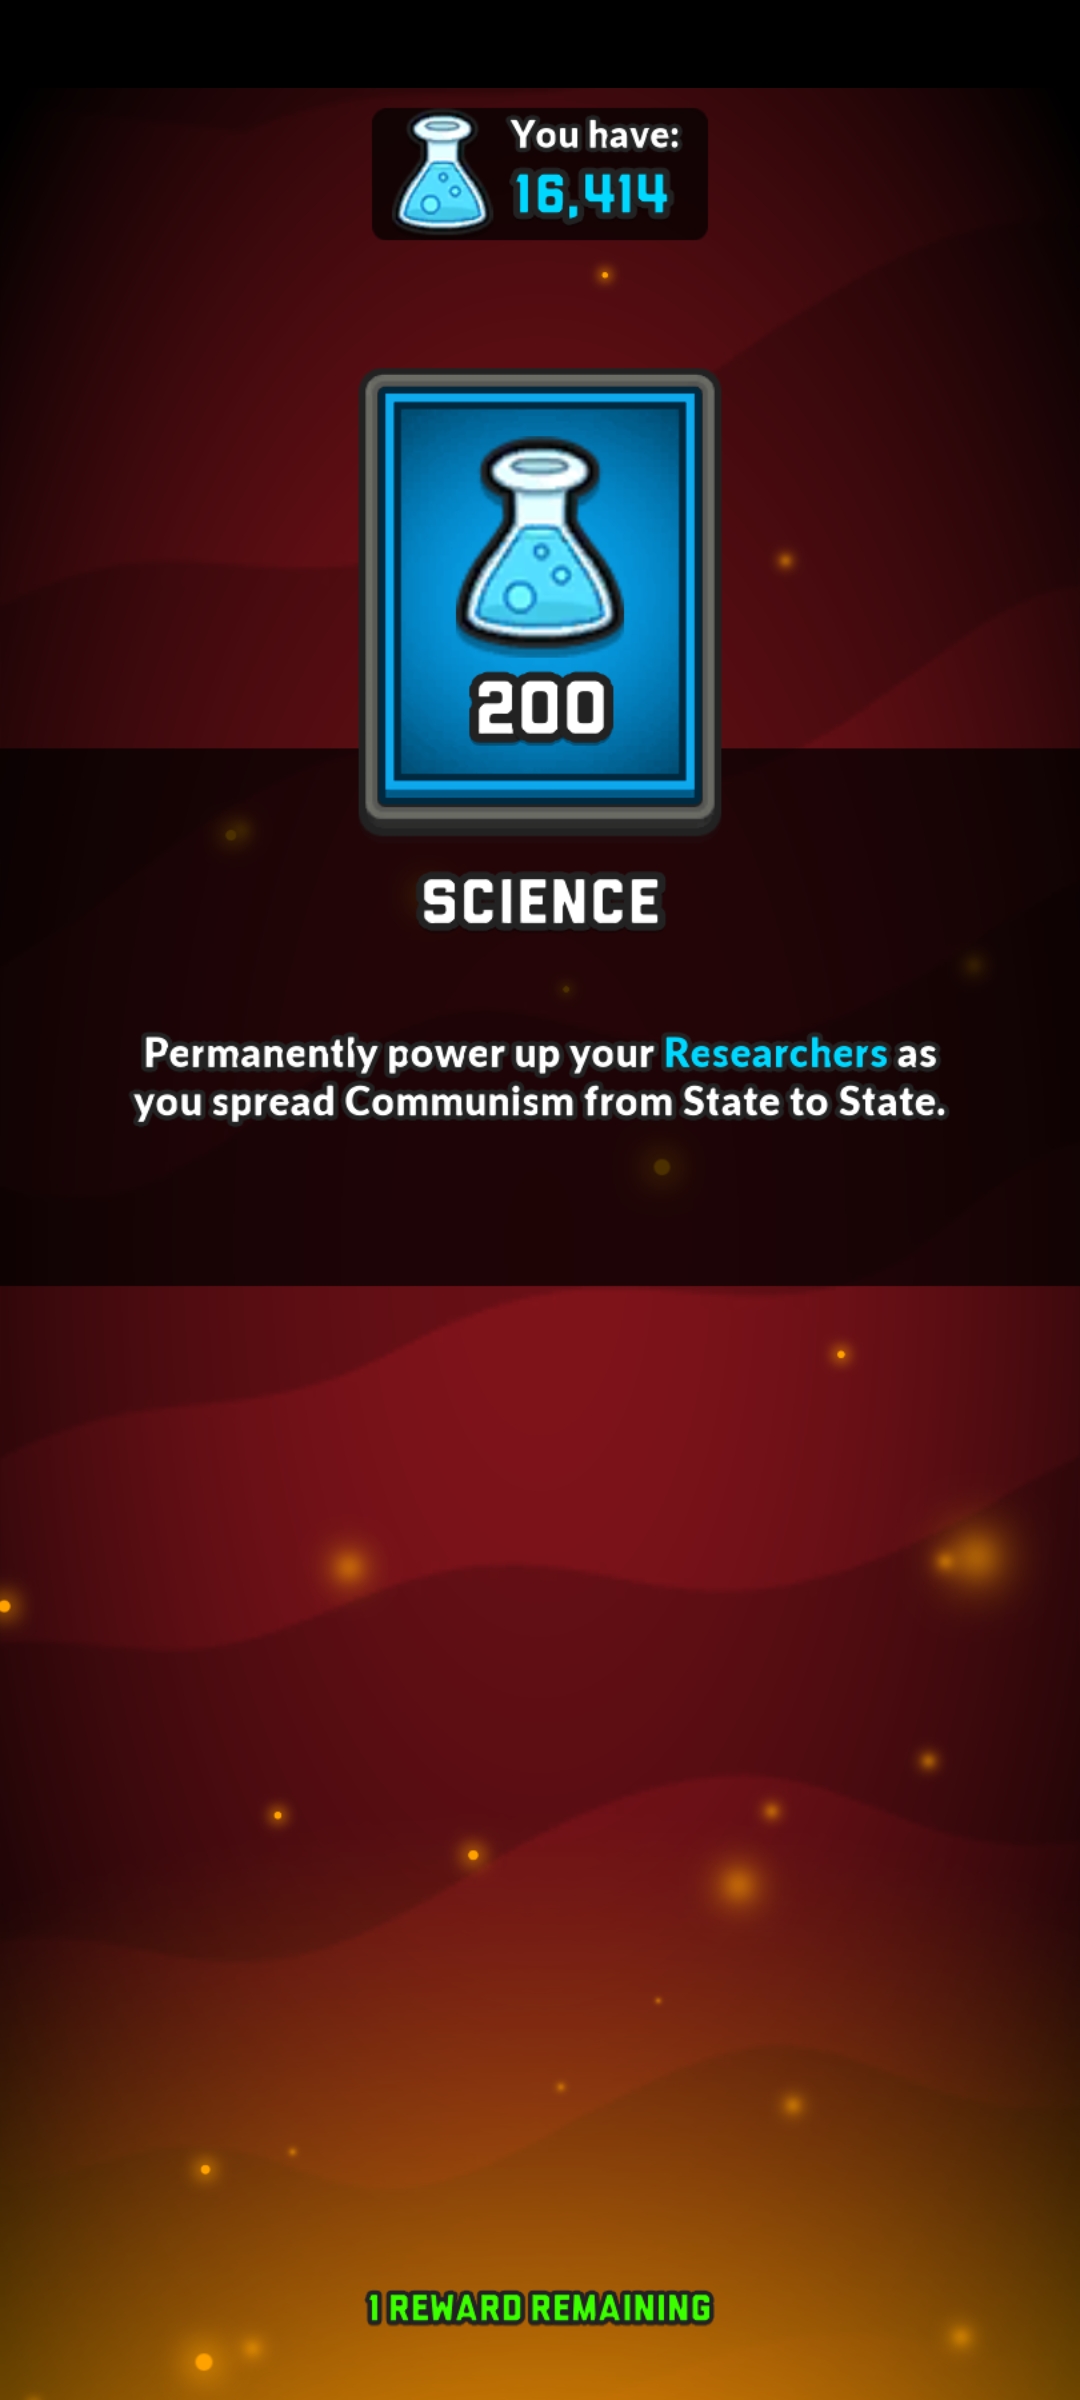 You have:
16,414
200
SCIENCE
Permanently power up your Researchers as
you spread Communism from State to State.
1 REWARD REMAINING